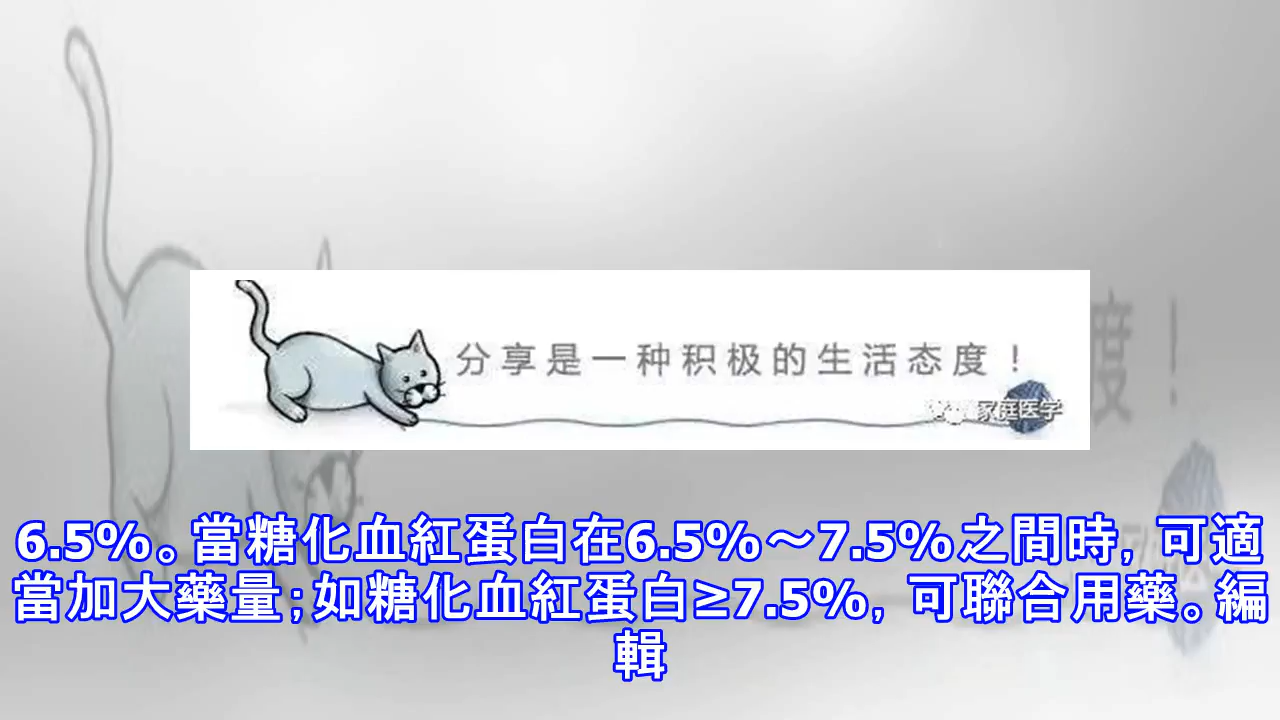 分享是一种积极的生活态度！
家庭医学
度！
6.5%。當糖化血紅蛋白在6.5%～7.5%之間時，可適
當加大藥量；如糖化血紅蛋白≥7.5%，可聯合用藥。編
輯